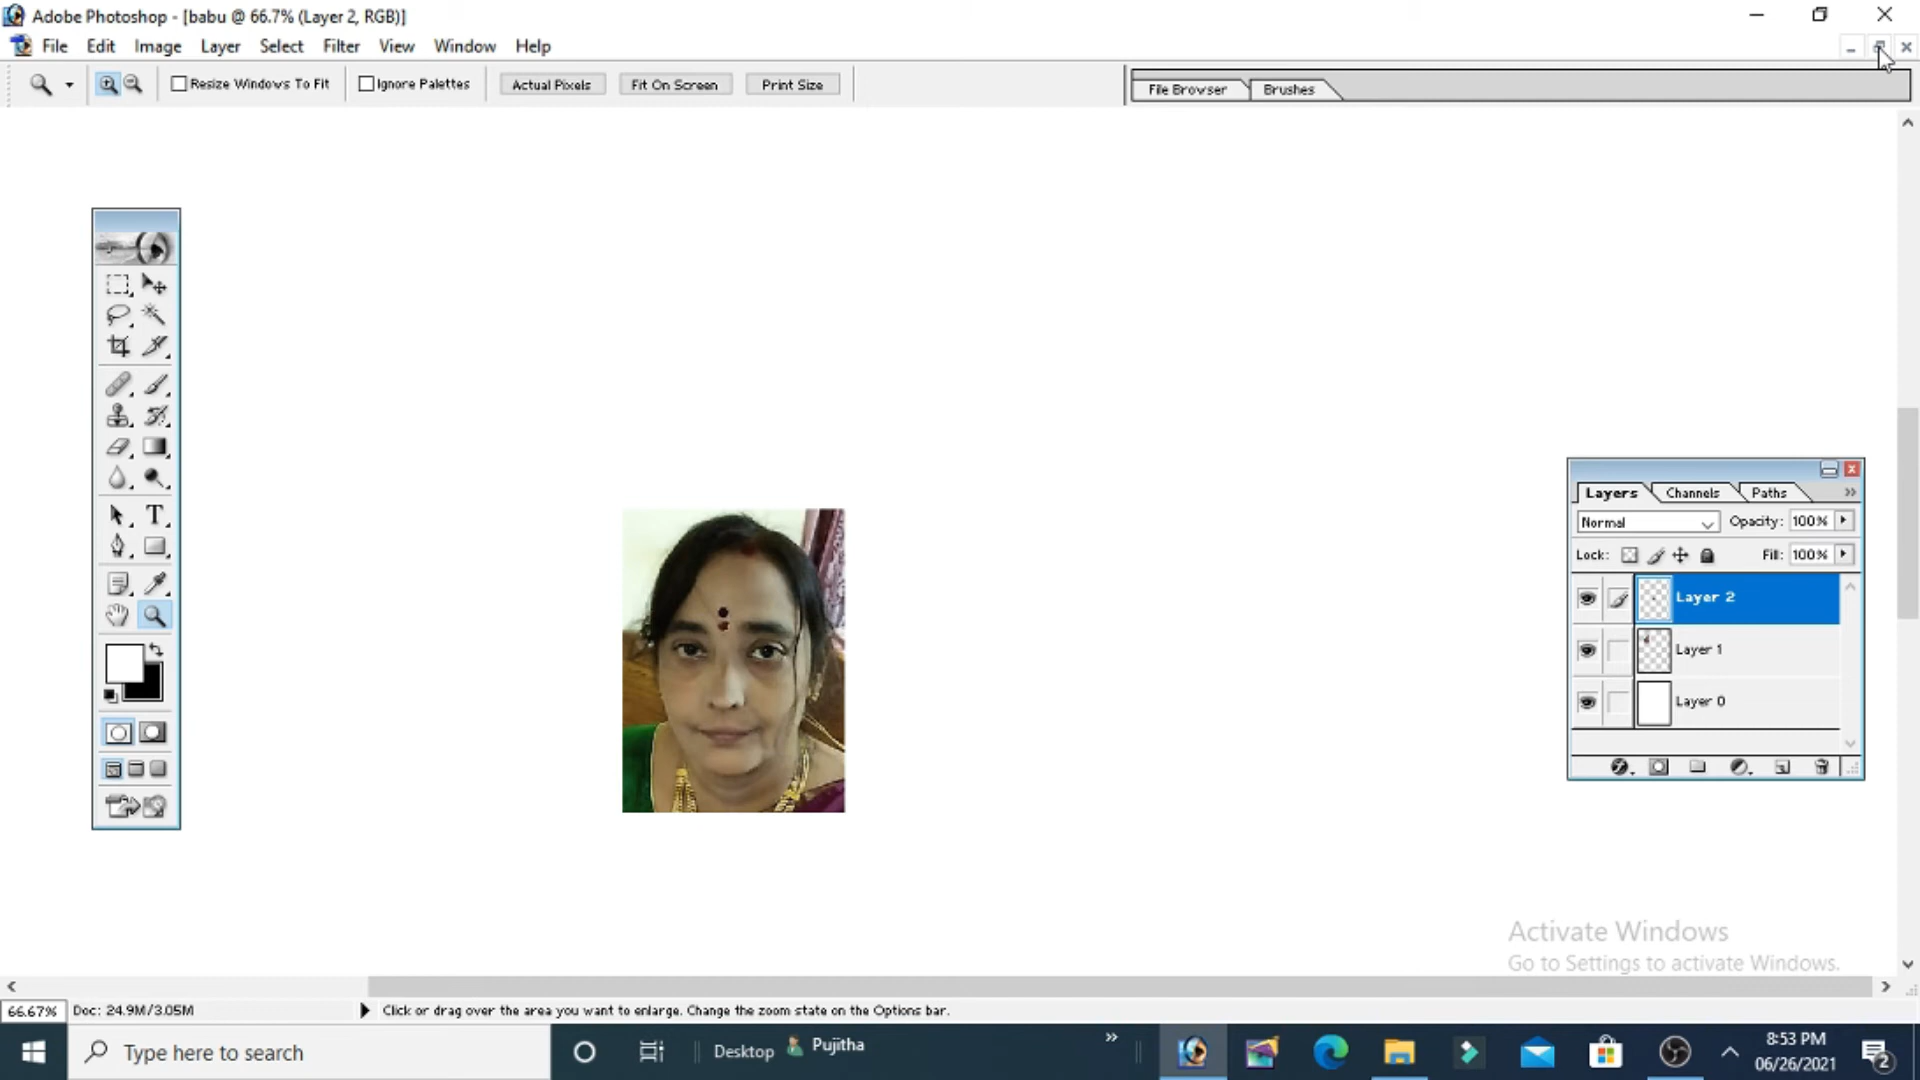 Adobe Photoshop - [babu @ 66.7% (Layer 2, RGB)]
File Edit Image Layer Select Filter View Window Help
Resize Windows To Fit Ignore Palettes Actual Pixels Fit On Screen Print Size File Browser Brushes
Layers Channels Paths
Normal Opacity: 100%
Lock: Fill: 100%
Layer 2
Layer 1
Layer 0
T
Activate Windows
Go to Settings to activate Windows.
66.67% Doc: 24.9M/3.05M Click or drag over the area you want to enlarge. Change the zoom state on the Options bar.
Type here to search Desktop Pujitha 8:53 PM
06/26/2021 2